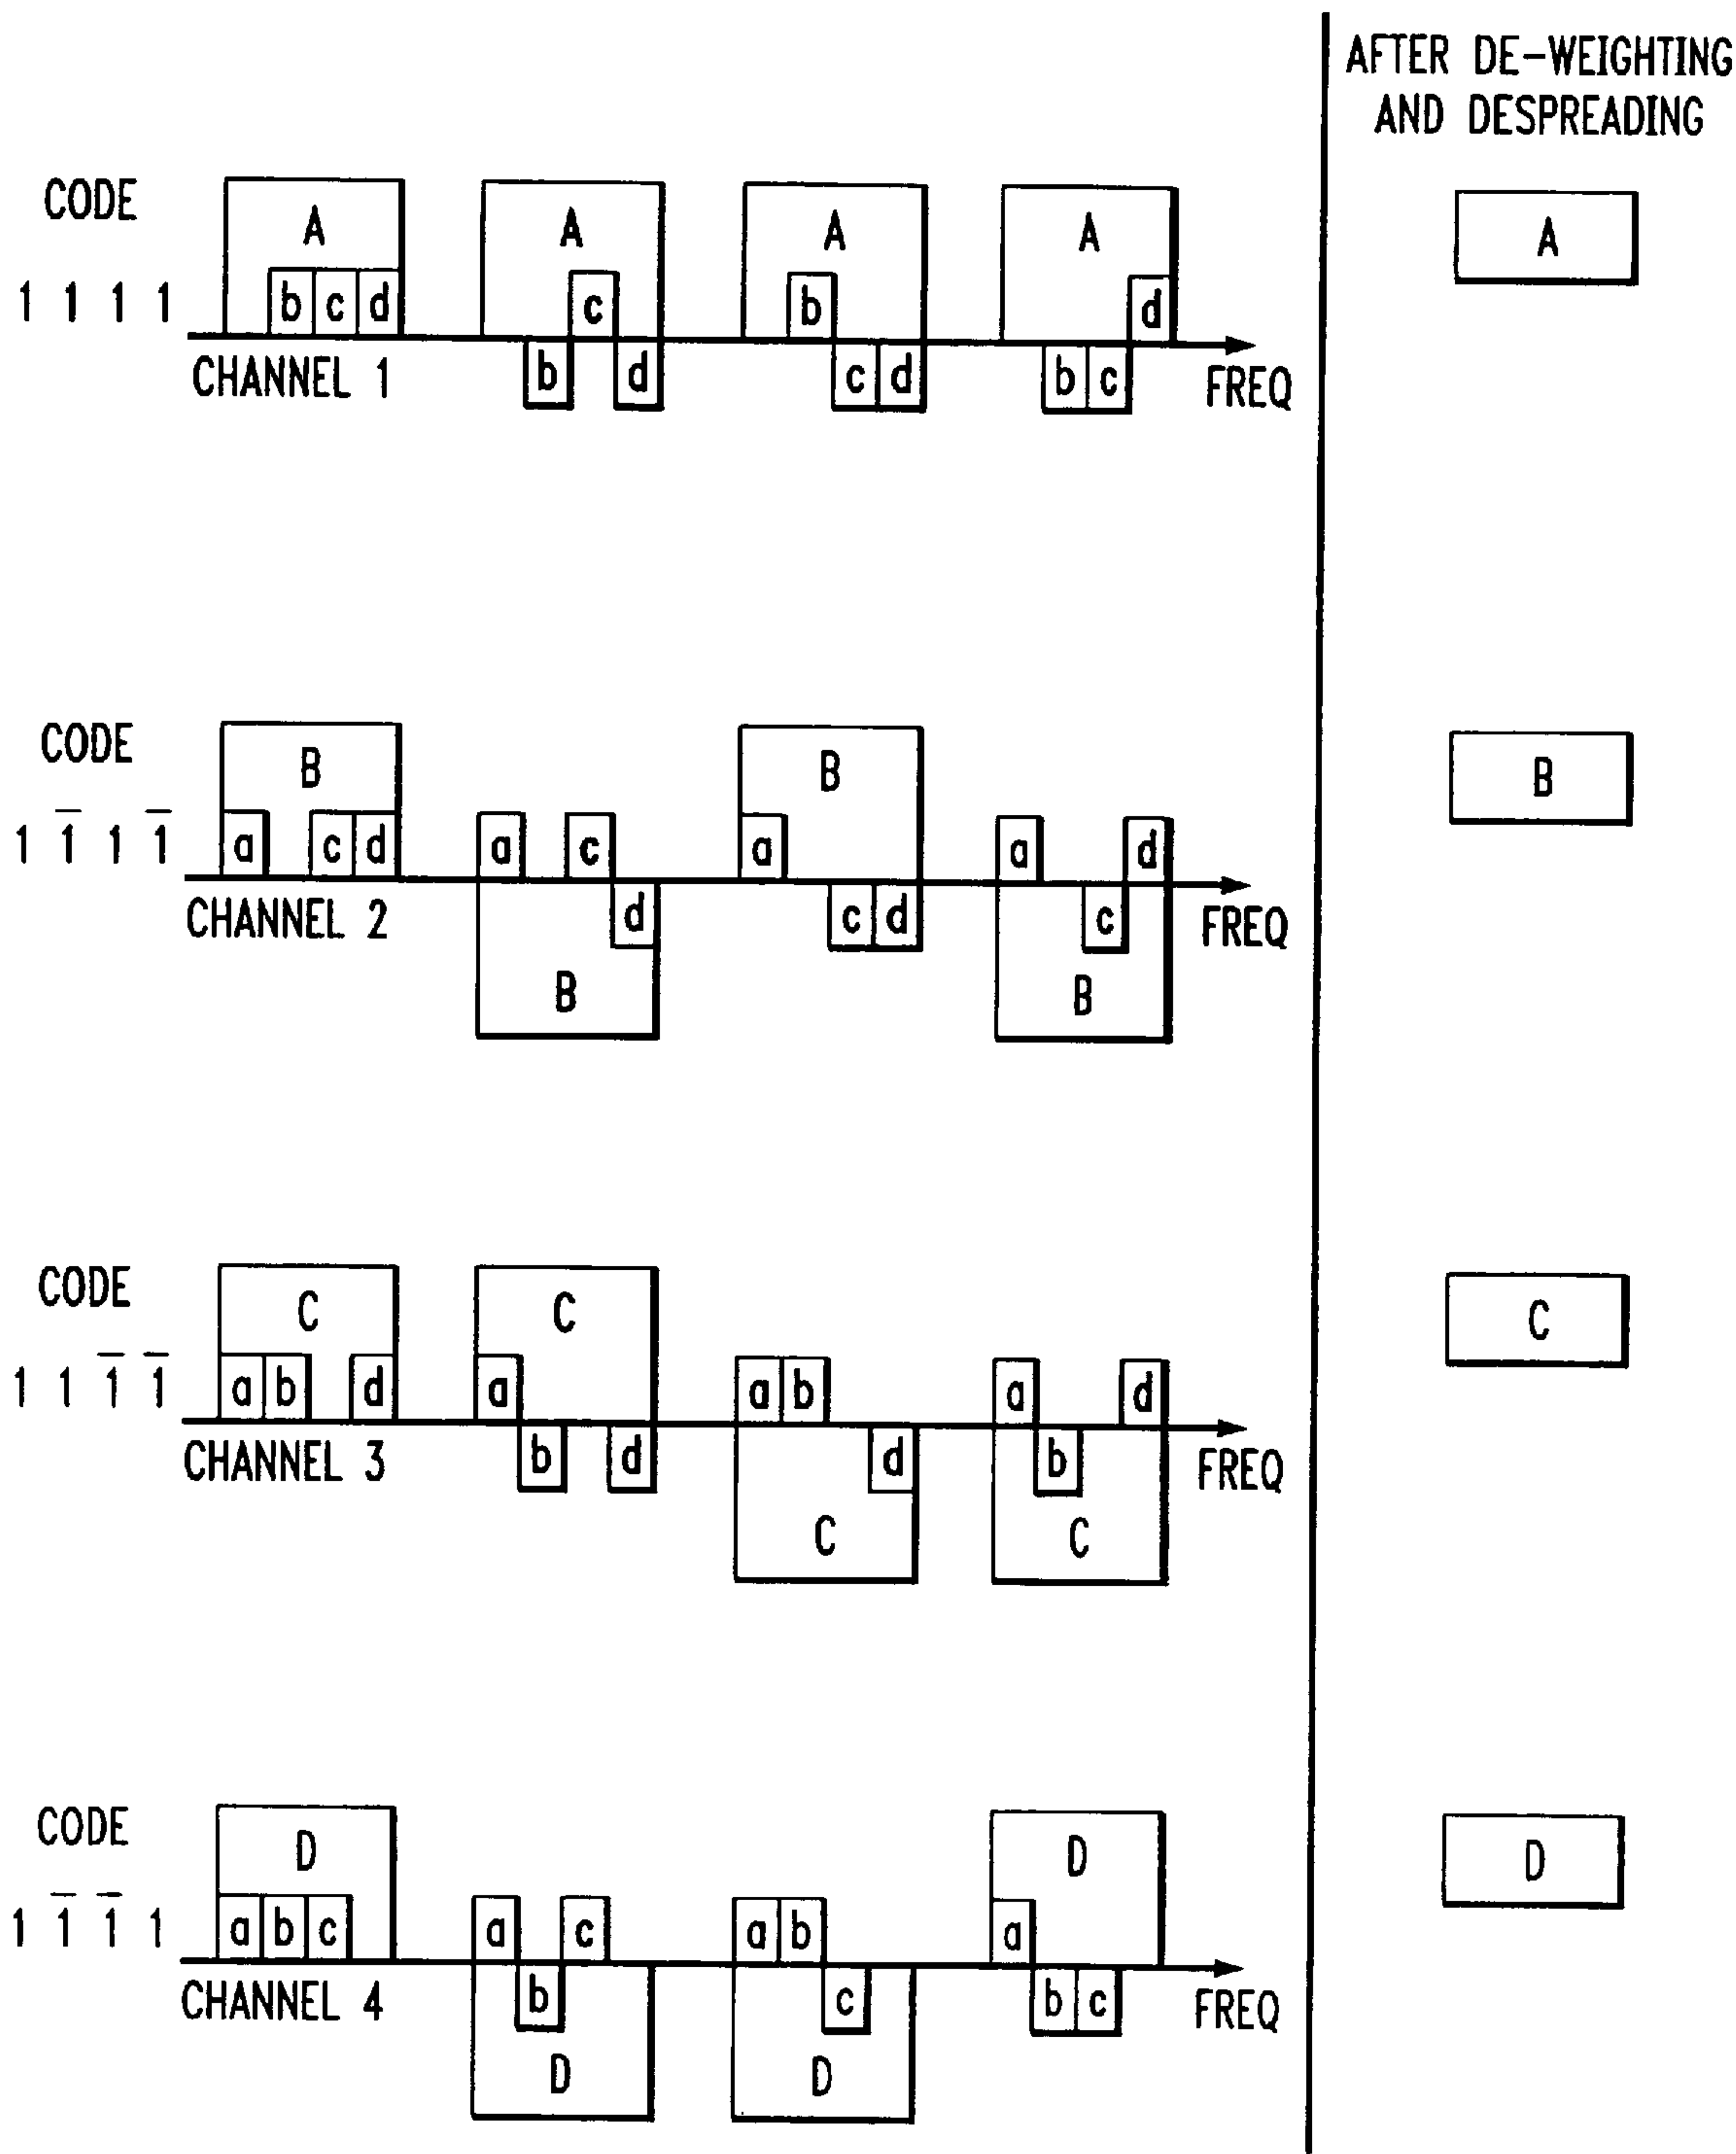 AFTER DE-WEIGHTING
AND DESPREADING
CODE
A A A A A
1 1 1 1
b c d c b d
CHANNEL 1
b d c d b c
FREQ
CODE
B B B
1 1̅ 1 1̅
a c d a c a a d
CHANNEL 2
d c d c
FREQ
B B
CODE
C C C
1 1 1̅ 1̅
a b d a a b a d
CHANNEL 3
b d d b
FREQ
C C
CODE
D D D
1 1̅ 1̅ 1
a b c a c a b a
CHANNEL 4
b c b c
FREQ
D D